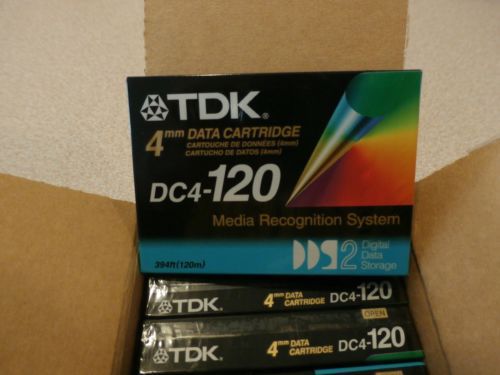 TDK®
4mm DATA CARTRIDGE
CARTOUCHE DE DONNÉES (4mm)
CARTUCHO DE DATOS (4mm)
DC4-120
Media Recognition System
394ft(120m)
DDS2 Digital Data Storage
TDK 4mm DATA CARTRIDGE DC4-120
OPEN
TDK 4mm DATA CARTRIDGE DC4-120